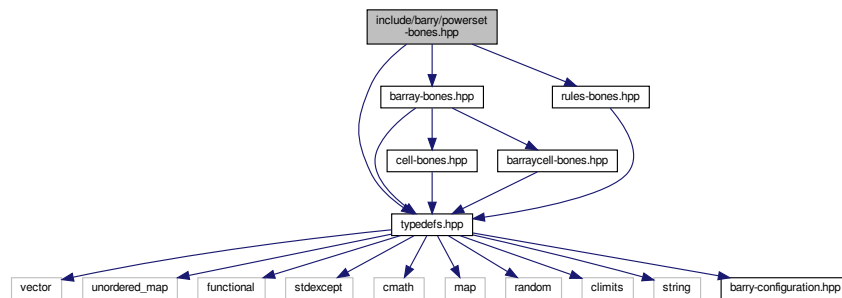 include/barry/powerset
-bones.hpp
barray-bones.hpp
rules-bones.hpp
cell-bones.hpp
barraycell-bones.hpp
typedefs.hpp
vector
unordered_map
functional
stdexcept
cmath
map
random
climits
string
barry-configuration.hpp